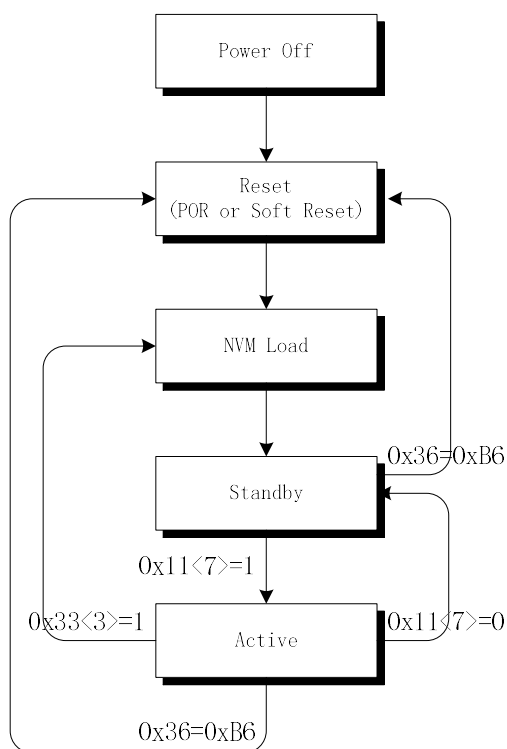 Power Off
Reset
(POR or Soft Reset)
NVM Load
0x36=0xB6
Standby
0x11<7>=1
0x33<3>=1
Active
0x11<7>=0
0x36=0xB6